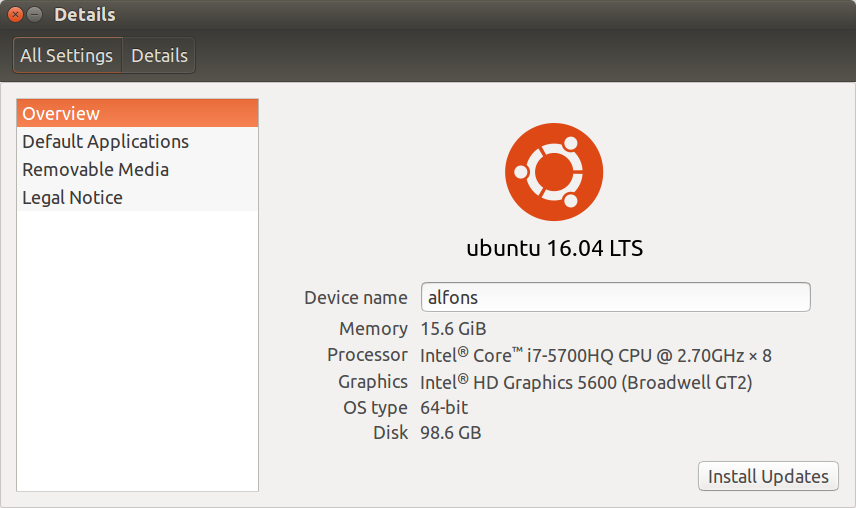 Details
All Settings Details
Overview
Default Applications
Removable Media
Legal Notice
ubuntu 16.04 LTS
Device name alfons
Memory 15.6 GiB
Processor Intel® Core™ i7-5700HQ CPU @ 2.70GHz × 8
Graphics Intel® HD Graphics 5600 (Broadwell GT2)
OS type 64-bit
Disk 98.6 GB
Install Updates